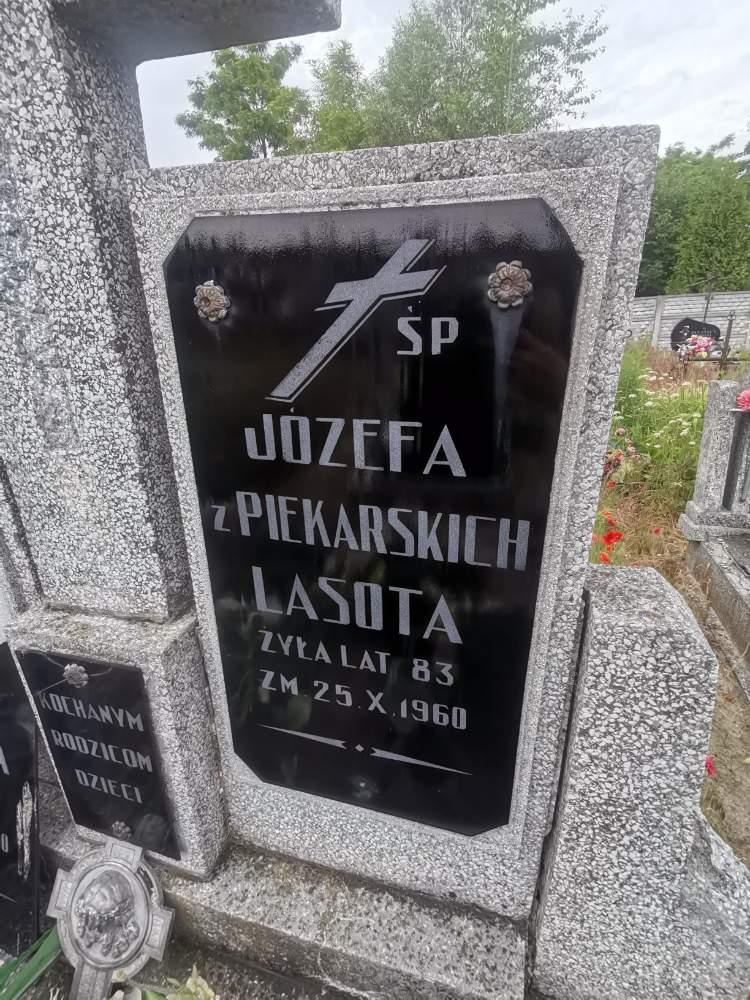 ŚP
JÓZEFA
z PIEKARSKICH
LASOTA
ŻYŁA LAT 83
ZM. 25.X.1960
KOCHANYM
RODZICOM
DZIECI